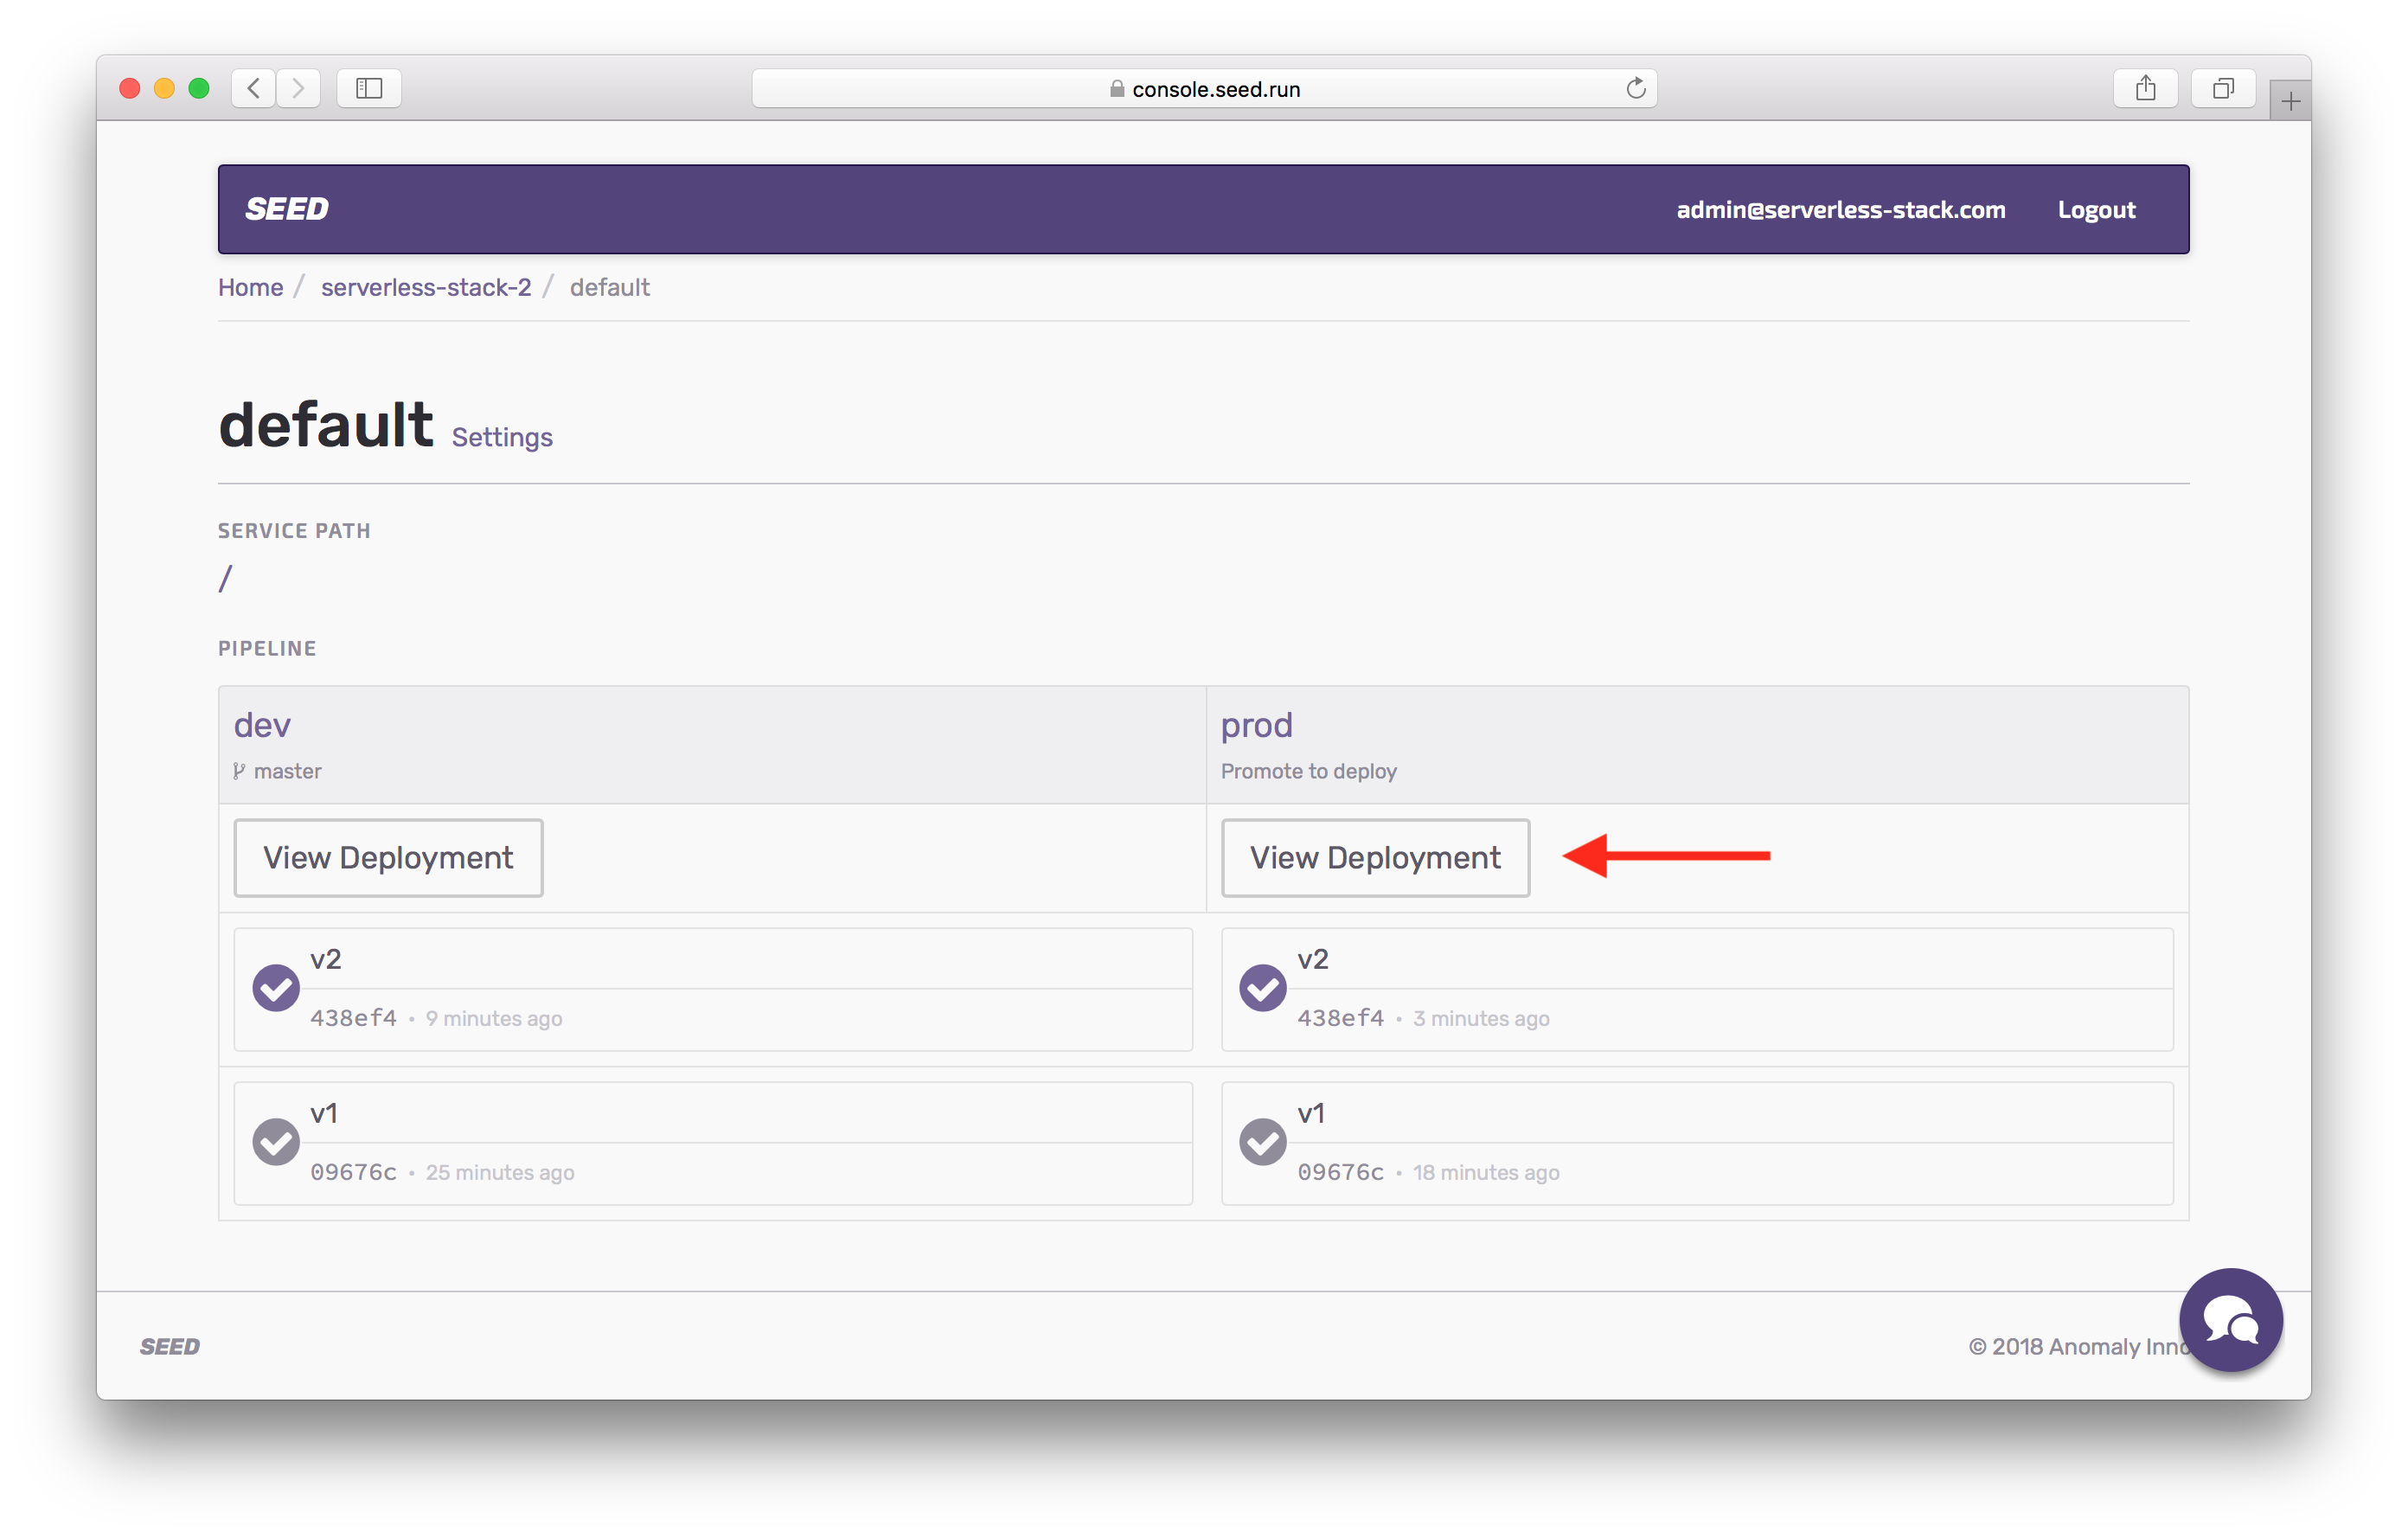 console.seed.run
SEED
admin@serverless-stack.com Logout
Home / serverless-stack-2 / default
default Settings
SERVICE PATH
/
PIPELINE
dev
master
prod
Promote to deploy
View Deployment
View Deployment
v2
438ef4 • 9 minutes ago
v2
438ef4 • 3 minutes ago
v1
09676c • 25 minutes ago
v1
09676c • 18 minutes ago
SEED
© 2018 Anomaly